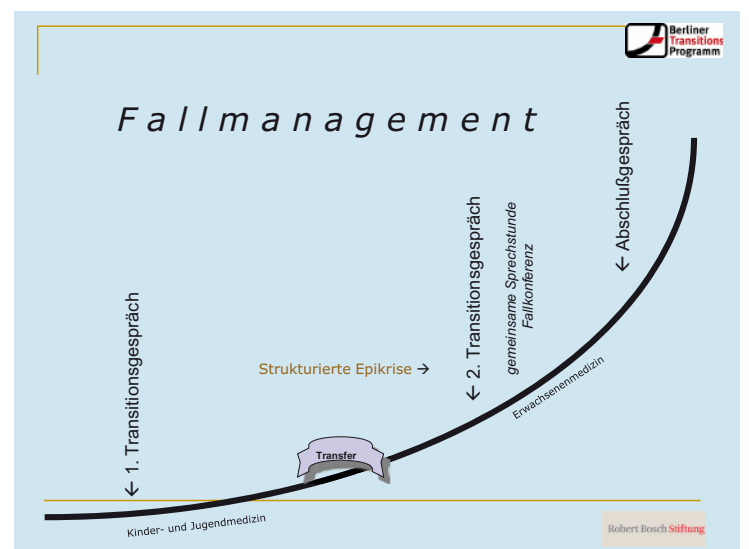 Berliner
Transitions
Programm
Fallmanagement
← Abschlußgespräch
← 2. Transitionsgespräch
gemeinsame Sprechstunde
Fallkonferenz
← 1. Transitionsgespräch
Strukturierte Epikrise →
Erwachsenenmedizin
Transfer
Kinder- und Jugendmedizin
Robert Bosch Stiftung